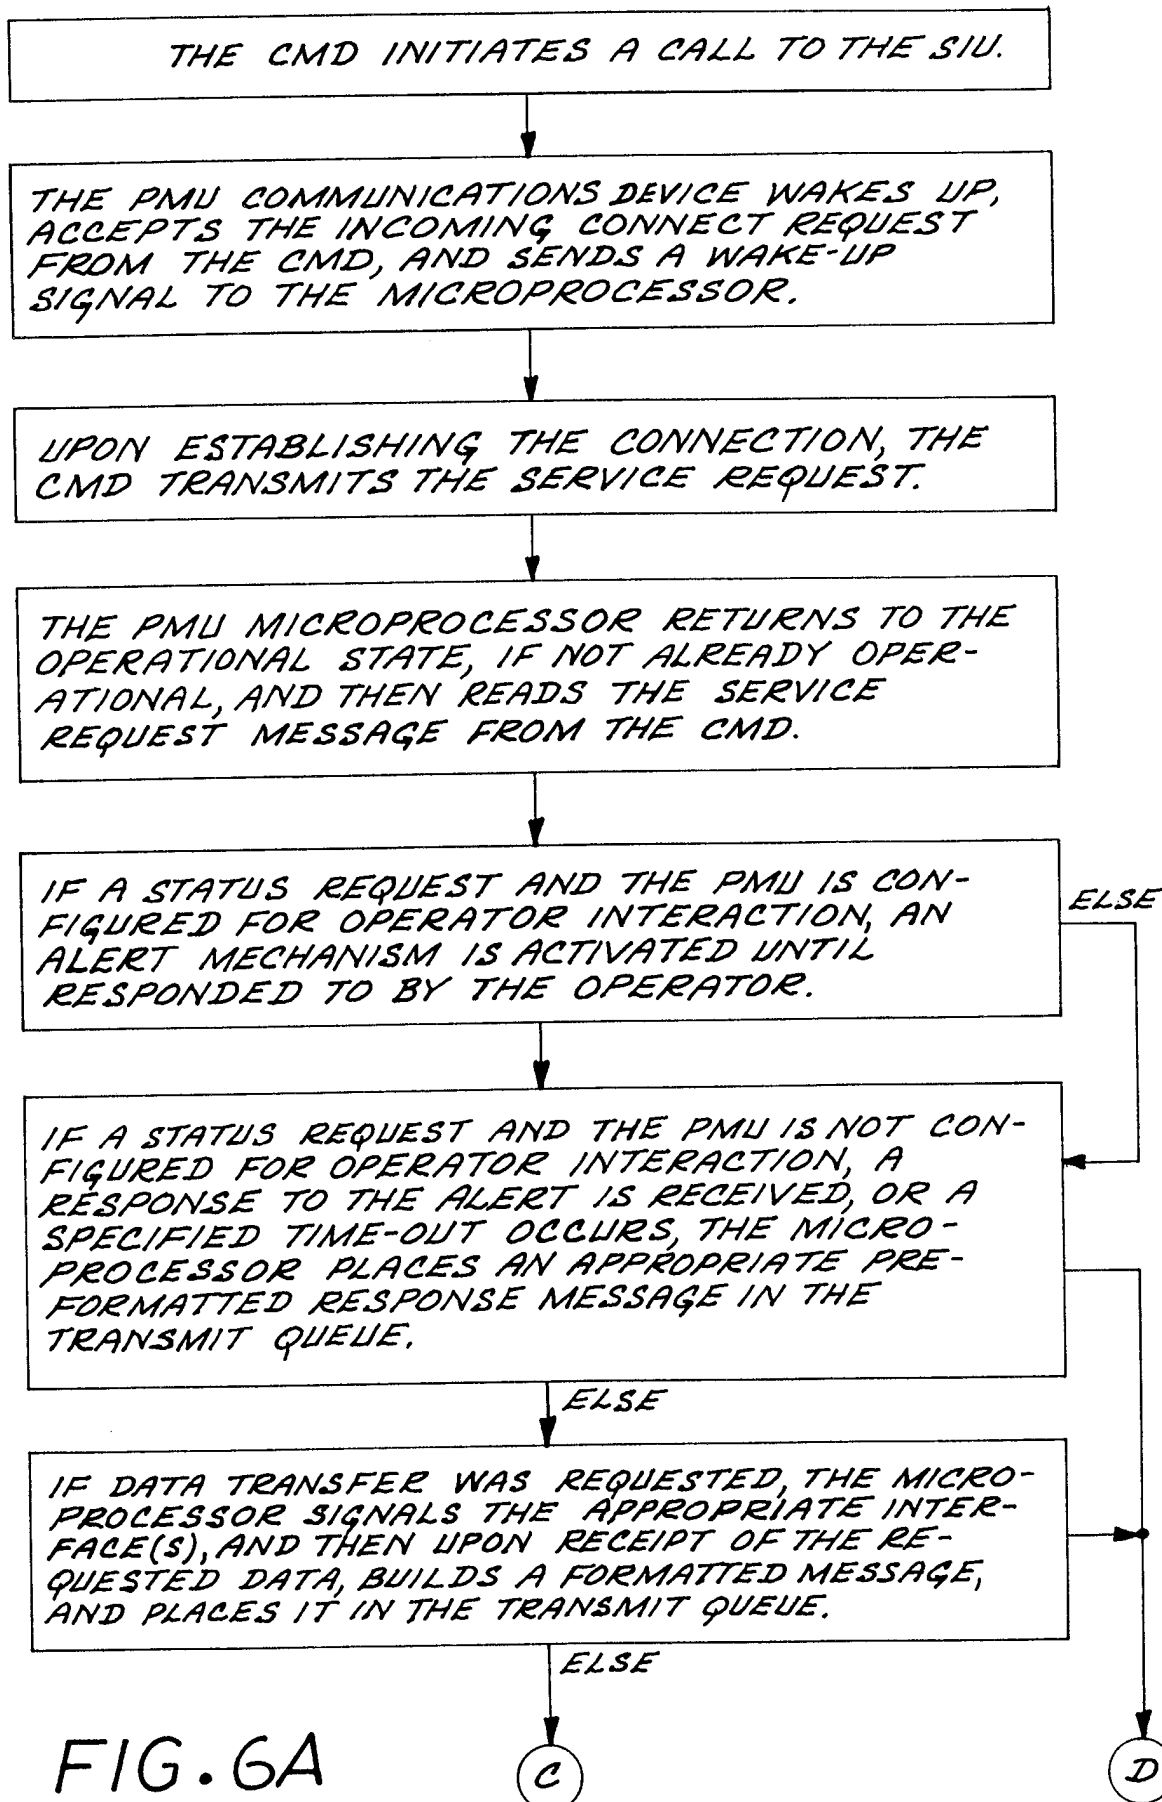 THE CMD INITIATES A CALL TO THE SIU.
THE PMU COMMUNICATIONS DEVICE WAKES UP,
ACCEPTS THE INCOMING CONNECT REQUEST
FROM THE CMD, AND SENDS A WAKE-UP
SIGNAL TO THE MICROPROCESSOR.
UPON ESTABLISHING THE CONNECTION, THE
CMD TRANSMITS THE SERVICE REQUEST.
THE PMU MICROPROCESSOR RETURNS TO THE
OPERATIONAL STATE, IF NOT ALREADY OPER-
ATIONAL, AND THEN READS THE SERVICE
REQUEST MESSAGE FROM THE CMD.
IF A STATUS REQUEST AND THE PMU IS CON-
FIGURED FOR OPERATOR INTERACTION, AN
ALERT MECHANISM IS ACTIVATED UNTIL
RESPONDED TO BY THE OPERATOR.
ELSE
IF A STATUS REQUEST AND THE PMU IS NOT CON-
FIGURED FOR OPERATOR INTERACTION, A
RESPONSE TO THE ALERT IS RECEIVED, OR A
SPECIFIED TIME-OUT OCCURS, THE MICRO-
PROCESSOR PLACES AN APPROPRIATE PRE-
FORMATTED RESPONSE MESSAGE IN THE
TRANSMIT QUEUE.
ELSE
IF DATA TRANSFER WAS REQUESTED, THE MICRO-
PROCESSOR SIGNALS THE APPROPRIATE INTER-
FACE(S), AND THEN UPON RECEIPT OF THE RE-
QUESTED DATA, BUILDS A FORMATTED MESSAGE,
AND PLACES IT IN THE TRANSMIT QUEUE.
ELSE
C
D
FIG. 6A